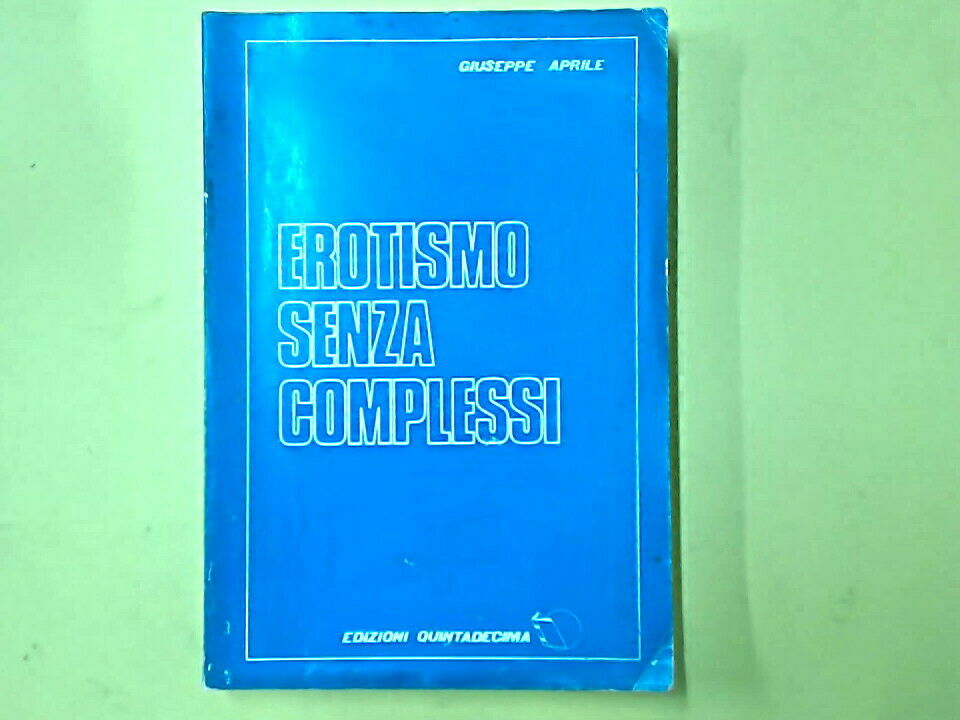 GIUSEPPE APRILE
EROTISMO
SENZA
COMPLESSI
EDIZIONI QUINTADECIMA